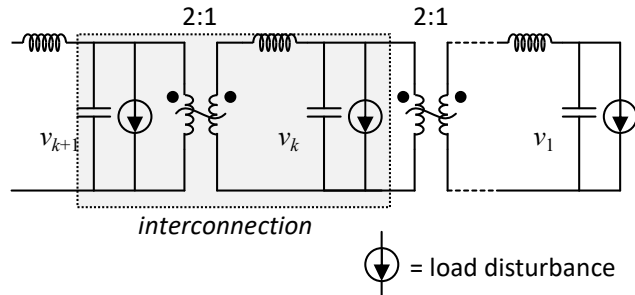 2:1 2:1
v_{k+1} v_k v_1
interconnection
= load disturbance